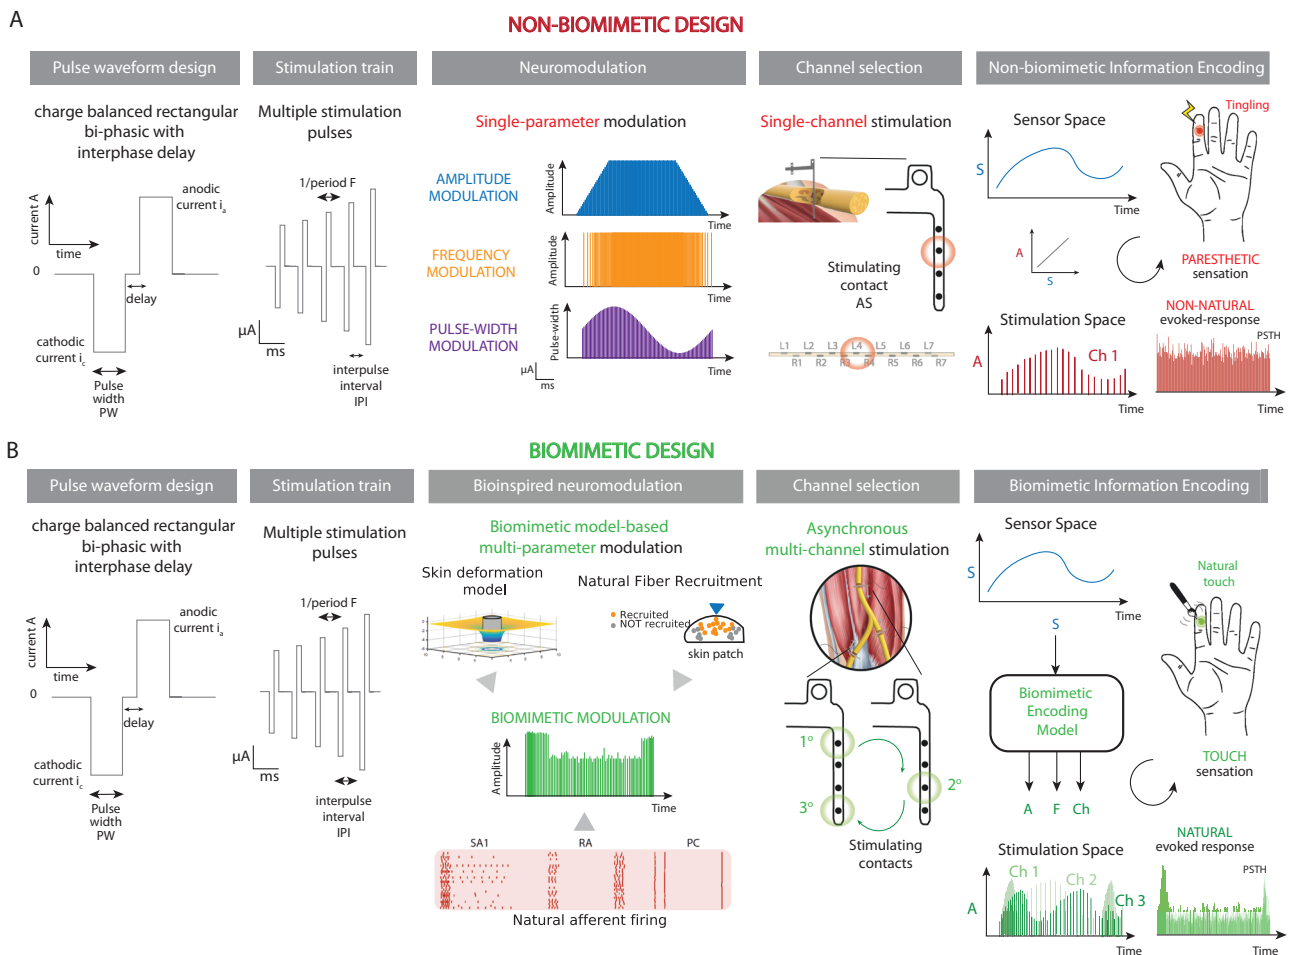 A
NON-BIOMIMETIC DESIGN
Pulse waveform design
Stimulation train
Neuromodulation
Channel selection
Non-biomimetic Information Encoding
charge balanced rectangular
bi-phasic with
interphase delay
current A
time
0
anodic
current ia
delay
cathodic
current ic
Pulse
width
PW
Multiple stimulation
pulses
1/period F
µA
ms
interpulse
interval
IPI
Single-parameter modulation
AMPLITUDE
MODULATION
Amplitude
Time
FREQUENCY
MODULATION
Amplitude
Time
PULSE-WIDTH
MODULATION
Pulse-width
Time
µA
ms
Single-channel stimulation
Stimulating
contact
AS
L1 L2 L3 L4 L5 L6 L7
R1 R2 R3 R4 R5 R6 R7
Sensor Space
S
Time
A
S
Stimulation Space
A
Ch 1
Time
Tingling
PARESTHETIC
sensation
NON-NATURAL
evoked-response
PSTH
Time
B
BIOMIMETIC DESIGN
Pulse waveform design
Stimulation train
Bioinspired neuromodulation
Channel selection
Biomimetic Information Encoding
charge balanced rectangular
bi-phasic with
interphase delay
current A
time
0
anodic
current ia
delay
cathodic
current ic
Pulse
width
PW
Multiple stimulation
pulses
1/period F
µA
ms
interpulse
interval
IPI
Biomimetic model-based
multi-parameter modulation
Skin deformation
model
Natural Fiber Recruitment
Recruited
NOT recruited
skin patch
BIOMIMETIC MODULATION
Amplitude
Time
SA1 RA PC
Natural afferent firing
Asynchronous
multi-channel stimulation
1°
2°
3°
Stimulating
contacts
Sensor Space
S
Time
S
Biomimetic
Encoding
Model
A F Ch
Stimulation Space
A
Ch 1
Ch 2
Ch 3
Time
Natural
touch
TOUCH
sensation
NATURAL
evoked response
PSTH
Time